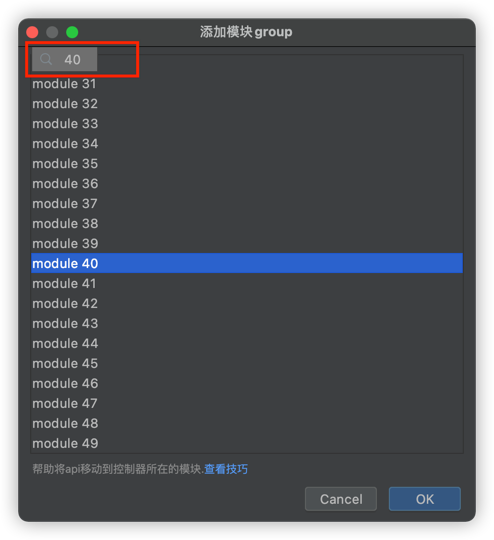 添加模块group
40
module 31
module 32
module 33
module 34
module 35
module 36
module 37
module 38
module 39
module 40
module 41
module 42
module 43
module 44
module 45
module 46
module 47
module 48
module 49
帮助将api移动到控制器所在的模块.查看技巧
Cancel OK